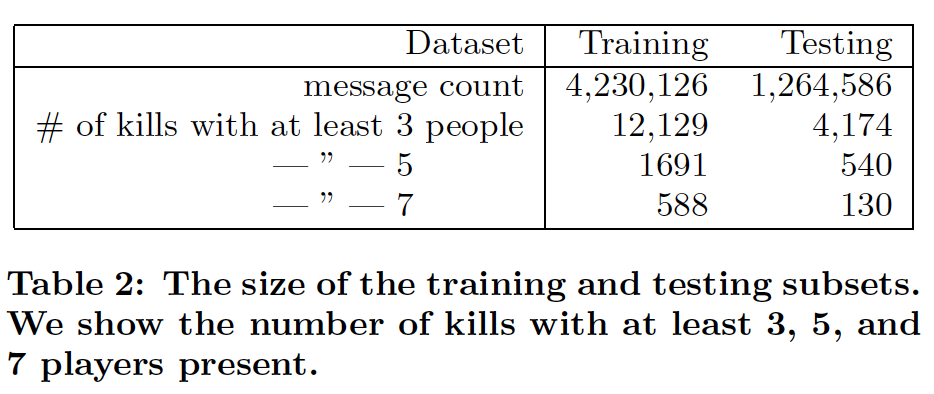 Dataset Training Testing
message count 4,230,126 1,264,586
# of kills with at least 3 people 12,129 4,174
— ” — 5 1691 540
— ” — 7 588 130
Table 2: The size of the training and testing subsets.
We show the number of kills with at least 3, 5, and
7 players present.